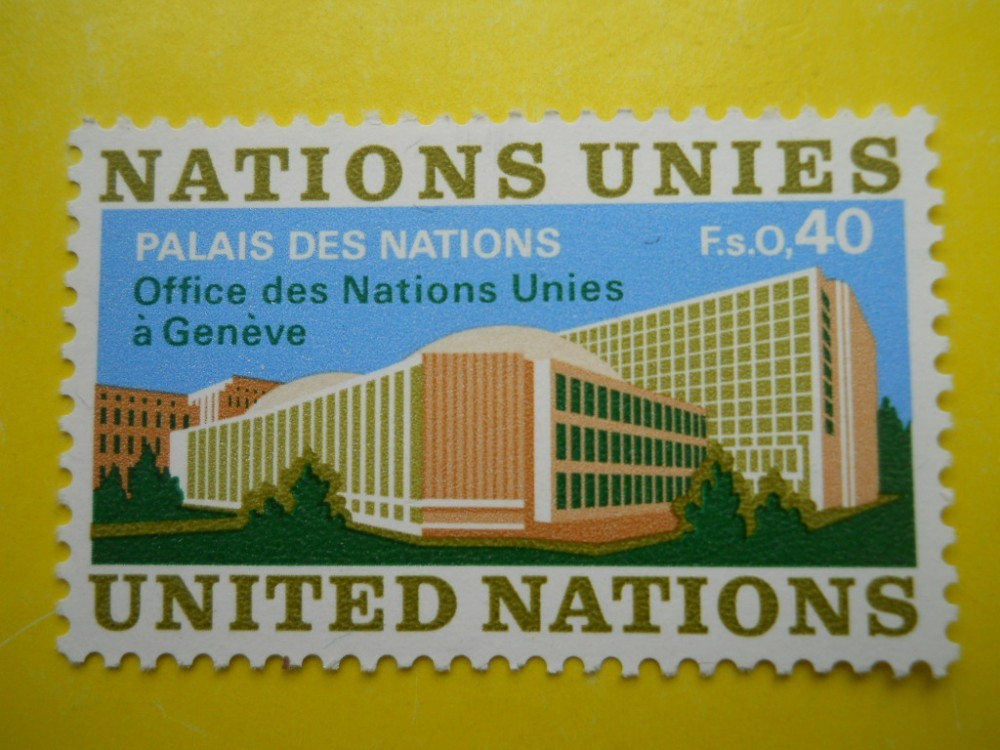 NATIONS UNIES
PALAIS DES NATIONS
F.s.0,40
Office des Nations Unies
à Genève
UNITED NATIONS